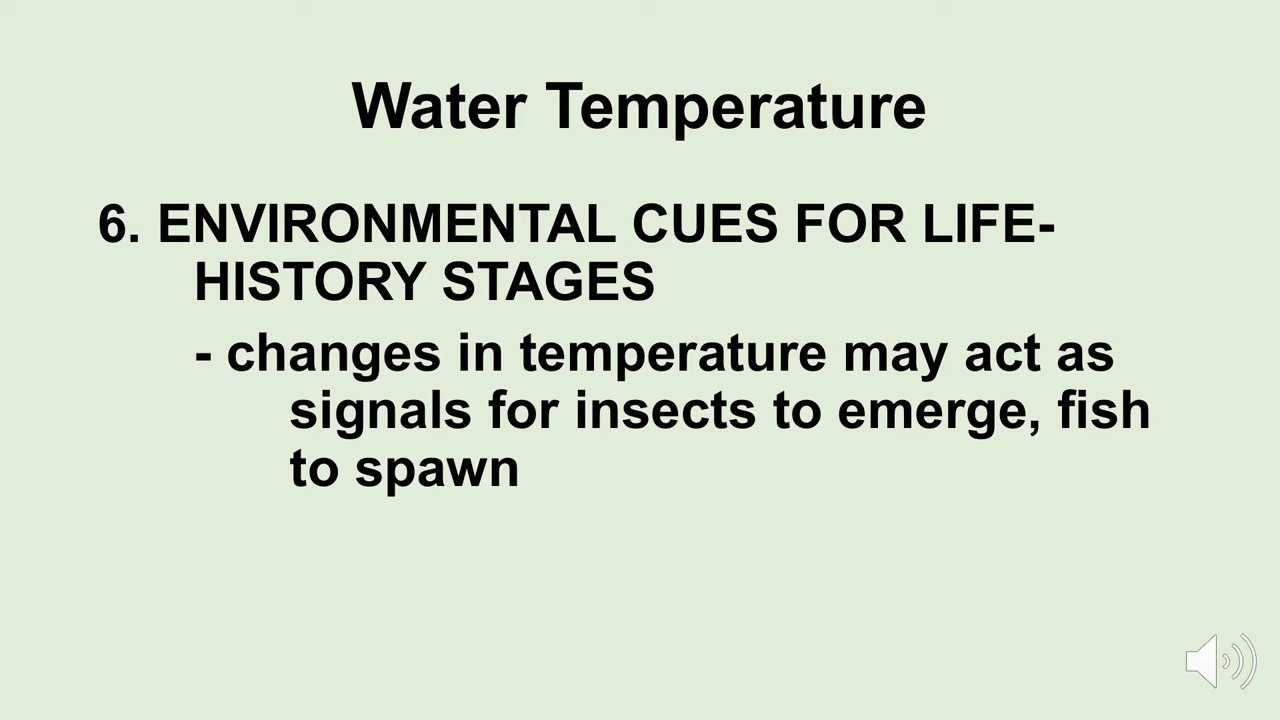 Water Temperature
6. ENVIRONMENTAL CUES FOR LIFE-
HISTORY STAGES
- changes in temperature may act as
signals for insects to emerge, fish
to spawn